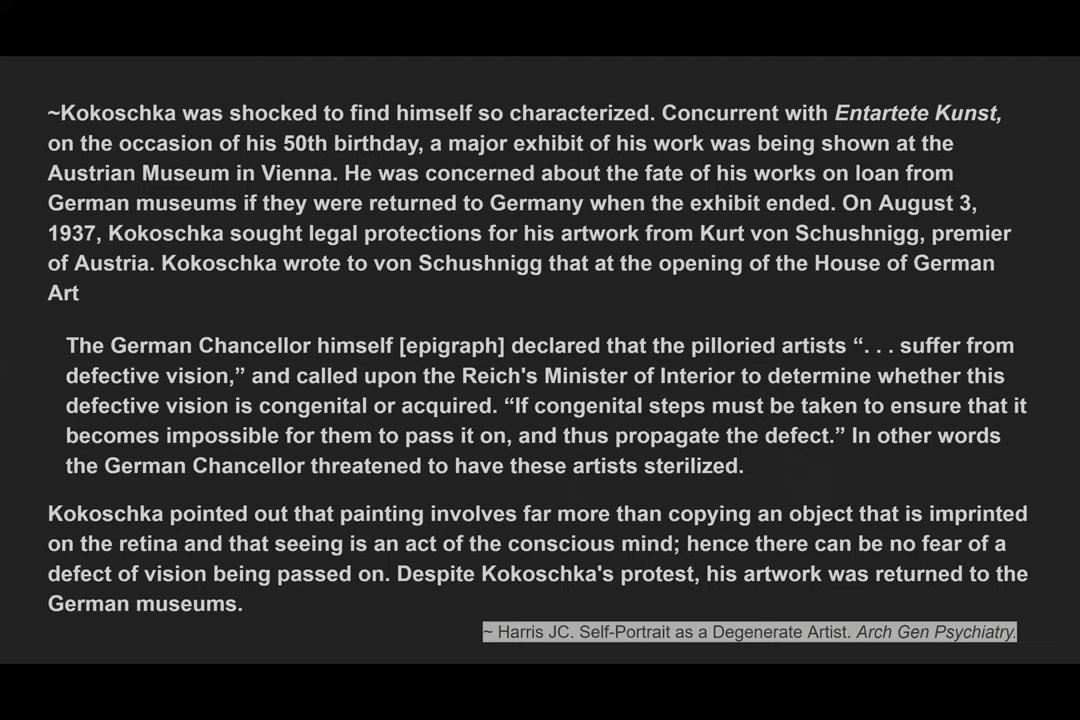 ~Kokoschka was shocked to find himself so characterized. Concurrent with Entartete Kunst,
on the occasion of his 50th birthday, a major exhibit of his work was being shown at the
Austrian Museum in Vienna. He was concerned about the fate of his works on loan from
German museums if they were returned to Germany when the exhibit ended. On August 3,
1937, Kokoschka sought legal protections for his artwork from Kurt von Schushnigg, premier
of Austria. Kokoschka wrote to von Schushnigg that at the opening of the House of German
Art
The German Chancellor himself [epigraph] declared that the pilloried artists “. . . suffer from
defective vision,” and called upon the Reich's Minister of Interior to determine whether this
defective vision is congenital or acquired. “If congenital steps must be taken to ensure that it
becomes impossible for them to pass it on, and thus propagate the defect.” In other words
the German Chancellor threatened to have these artists sterilized.
Kokoschka pointed out that painting involves far more than copying an object that is imprinted
on the retina and that seeing is an act of the conscious mind; hence there can be no fear of a
defect of vision being passed on. Despite Kokoschka's protest, his artwork was returned to the
German museums.
~ Harris JC. Self-Portrait as a Degenerate Artist. Arch Gen Psychiatry.